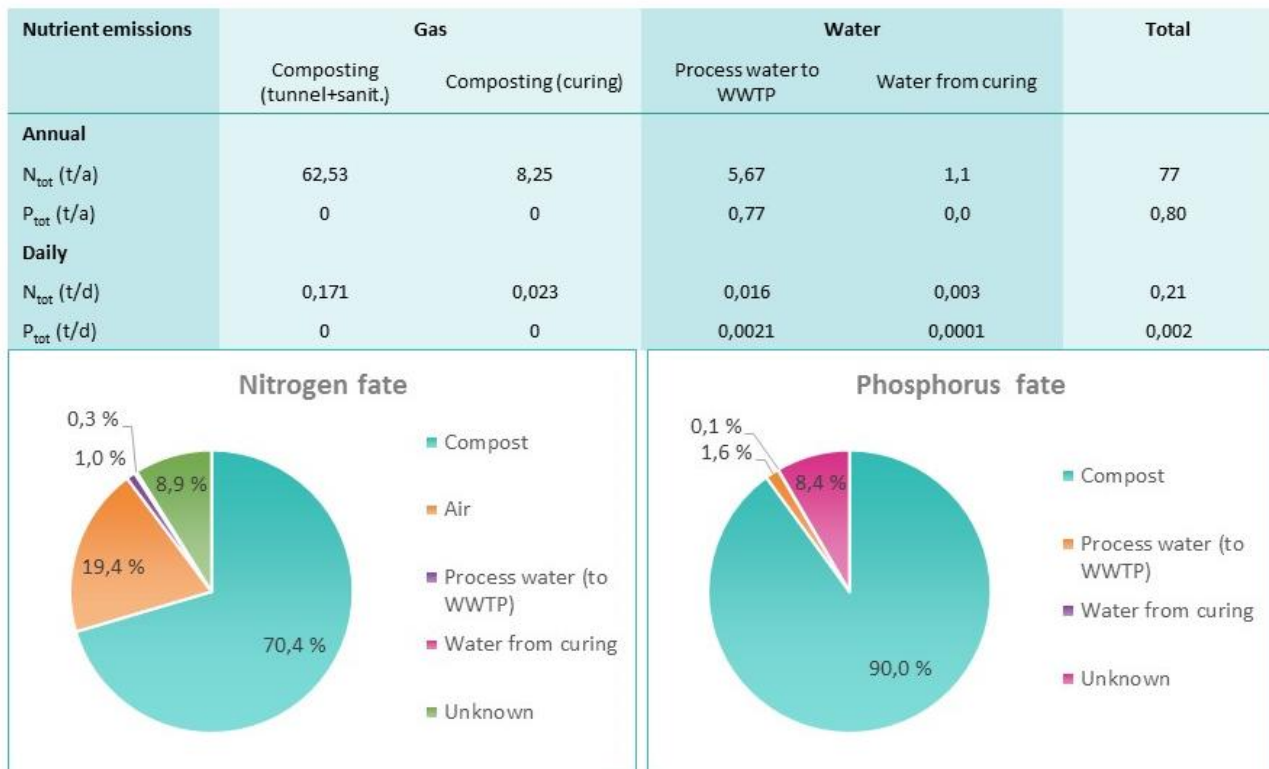 Nutrient emissions Gas Water Total
Composting (tunnel+sanit.) Composting (curing) Process water to WWTP Water from curing
Annual
Ntot (t/a) 62,53 8,25 5,67 1,1 77
Ptot (t/a) 0 0 0,77 0,0 0,80
Daily
Ntot (t/d) 0,171 0,023 0,016 0,003 0,21
Ptot (t/d) 0 0 0,0021 0,0001 0,002
Nitrogen fate
0,3 %
1,0 %
8,9 %
19,4 %
70,4 %
Compost
Air
Process water (to
WWTP)
Water from curing
Unknown
Phosphorus fate
0,1 %
1,6 %
8,4 %
90,0 %
Compost
Process water (to
WWTP)
Water from curing
Unknown